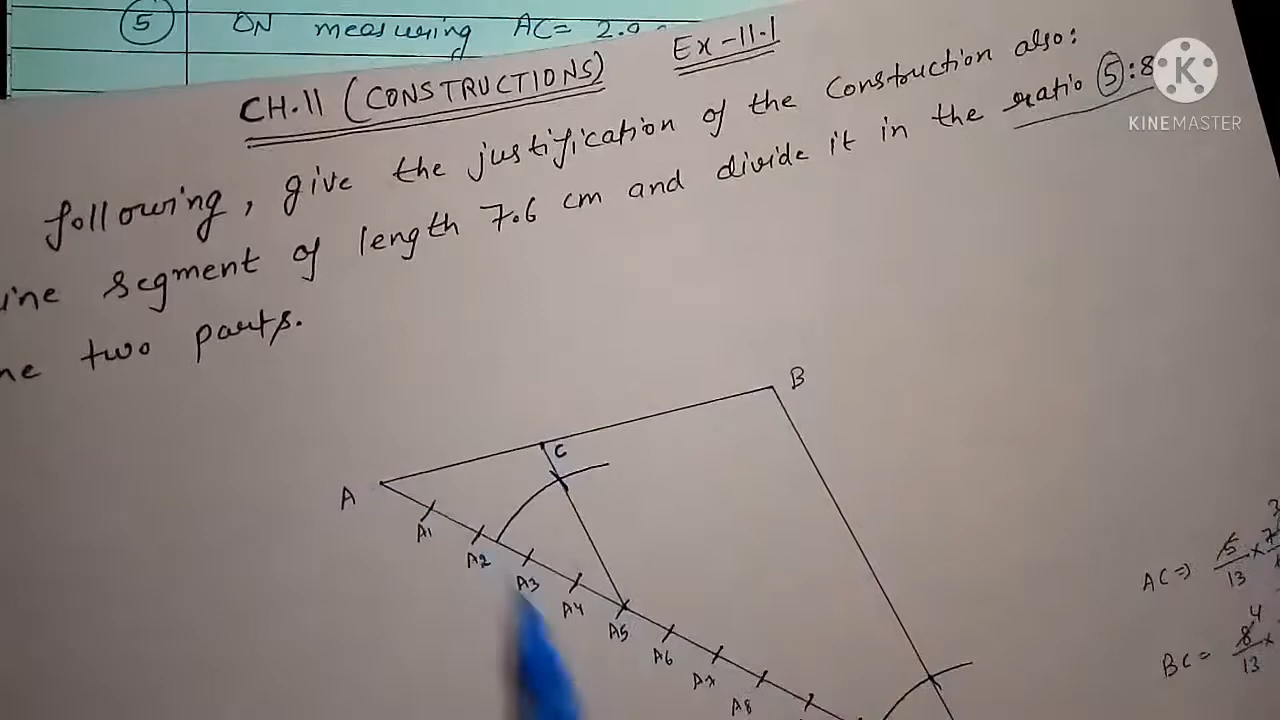 5 ON measuring AC= 2.9
CH.11 (CONSTRUCTIONS) Ex-11.1
following, give the justification of the Construction also:
ine segment of length 7.6 cm and divide it in the ratio 5:8
two parts.
K
KINEMASTER
B
C
A
A1
A2
A3
A4
A5
A6
A7
A8
AC⇒ 5/13 ×
BC= 8/13 ×
4